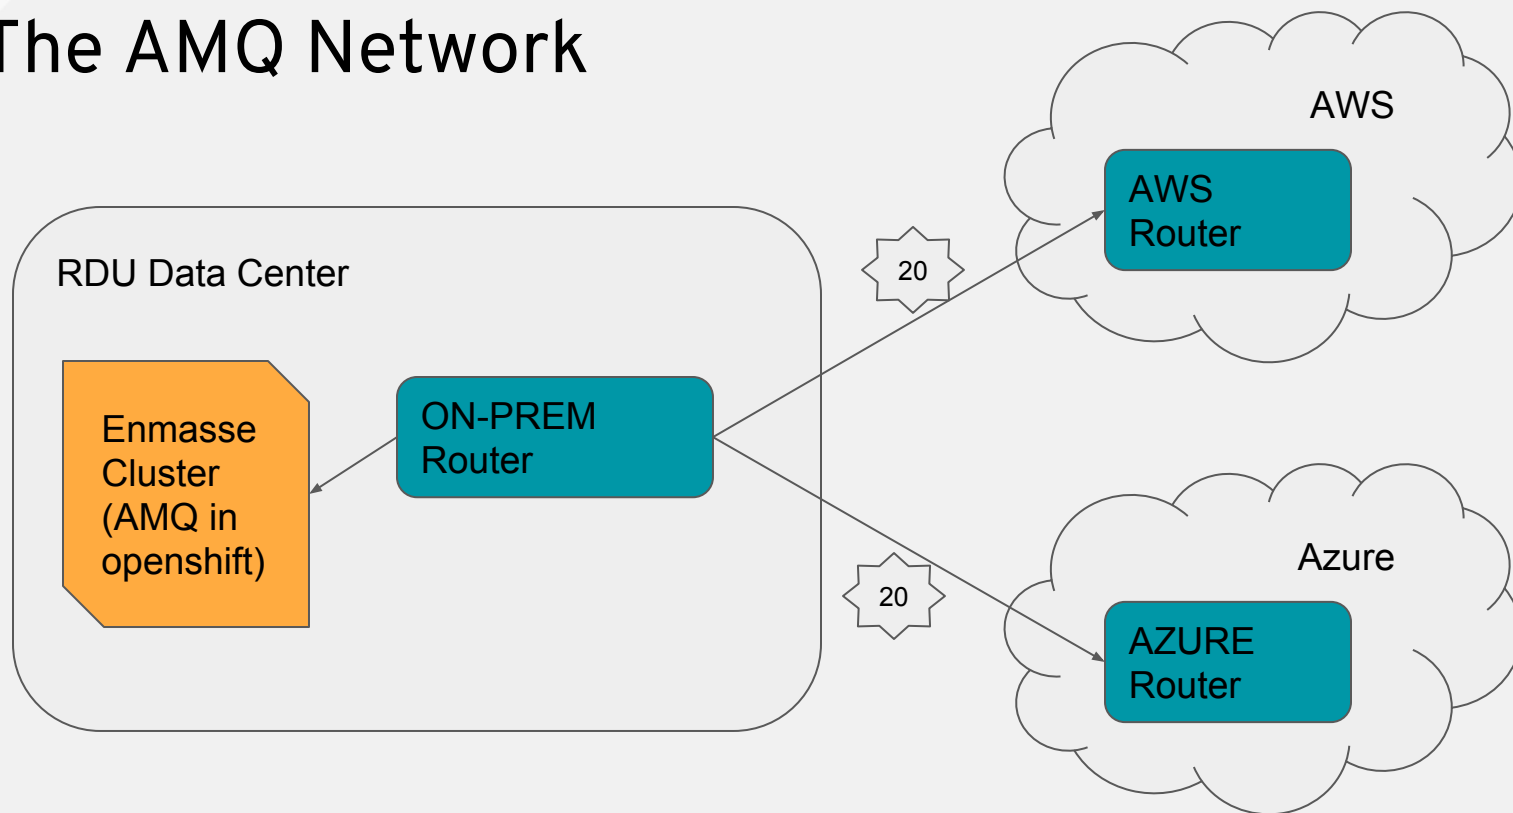 The AMQ Network
AWS
AWS
Router
20
RDU Data Center
Enmasse
Cluster
(AMQ in
openshift)
ON-PREM
Router
20
Azure
AZURE
Router